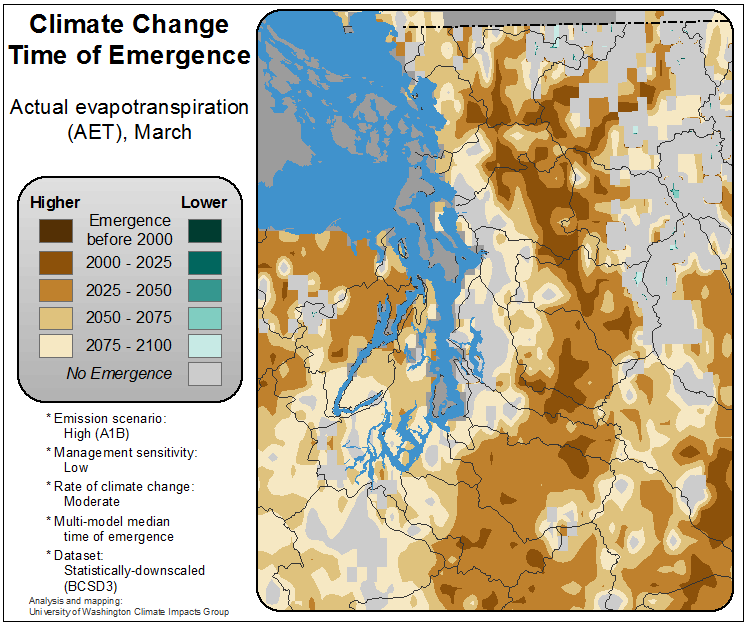 Climate Change
Time of Emergence
Actual evapotranspiration
(AET), March
Higher Lower
Emergence
before 2000
2000 - 2025
2025 - 2050
2050 - 2075
2075 - 2100
No Emergence
* Emission scenario:
High (A1B)
* Management sensitivity:
Low
* Rate of climate change:
Moderate
* Multi-model median
time of emergence
* Dataset:
Statistically-downscaled
(BCSD3)
Analysis and mapping:
University of Washington Climate Impacts Group